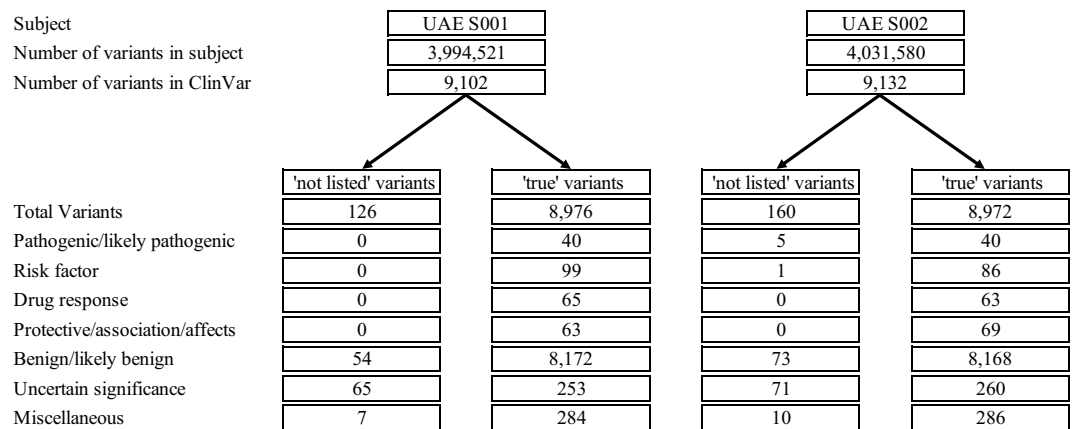 Subject UAE S001 UAE S002
Number of variants in subject 3,994,521 4,031,580
Number of variants in ClinVar 9,102 9,132
'not listed' variants 'true' variants 'not listed' variants 'true' variants
Total Variants 126 8,976 160 8,972
Pathogenic/likely pathogenic 0 40 5 40
Risk factor 0 99 1 86
Drug response 0 65 0 63
Protective/association/affects 0 63 0 69
Benign/likely benign 54 8,172 73 8,168
Uncertain significance 65 253 71 260
Miscellaneous 7 284 10 286